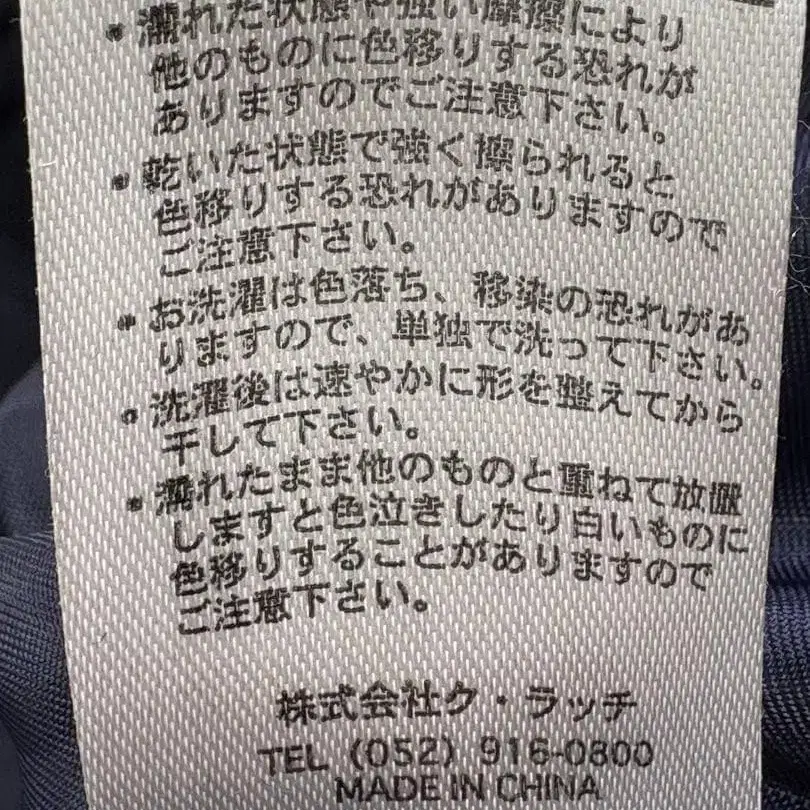 ・濡れた状態や強い摩擦により
他のものに色移りする恐れが
ありますのでご注意下さい。
・乾いた状態で強く擦られると
色移りする恐れがありますので
ご注意下さい。
・お洗濯は色落ち、移染の恐れがあ
りますので、単独で洗って下さい。
・洗濯後は速やかに形を整えてから
干して下さい。
・濡れたまま他のものと重ねて放置
しますと色泣きしたり白いものに
色移りすることがありますので
ご注意下さい。
株式会社ク・ラッチ
TEL (052) 916-0800
MADE IN CHINA